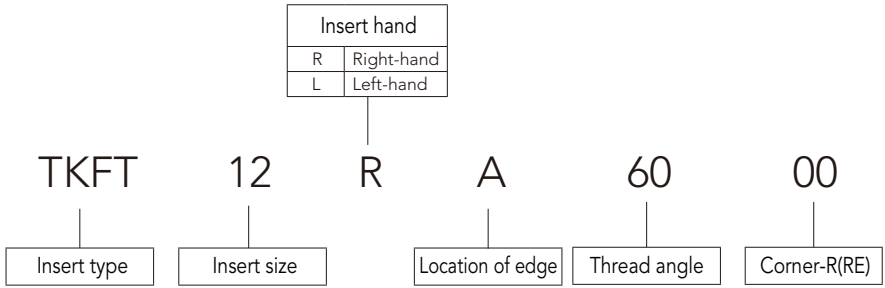 Insert hand
R Right-hand
L Left-hand
TKFT 12 R A 60 00
Insert type Insert size Location of edge Thread angle Corner-R(RE)